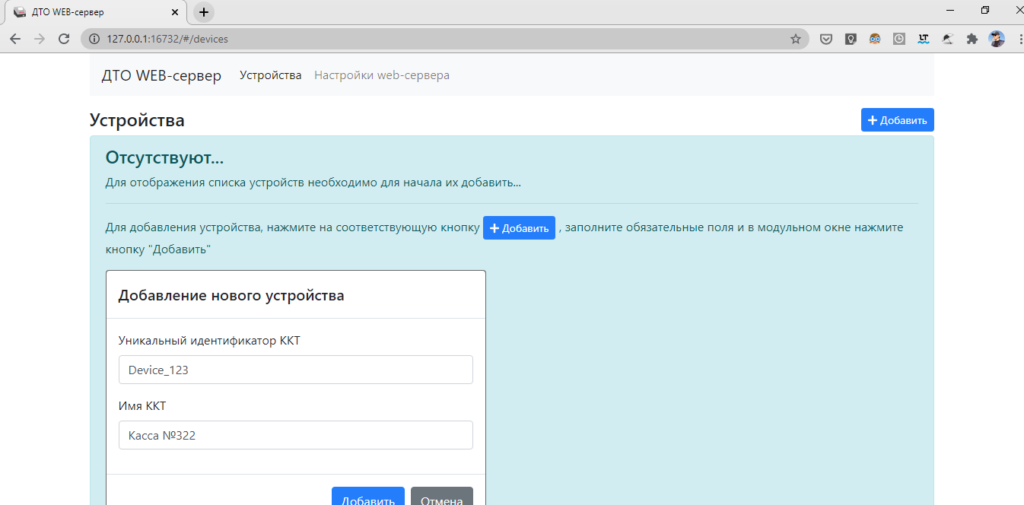 ДТО WEB-сервер
127.0.0.1:16732/#/devices
ДТО WEB-сервер Устройства Настройки web-сервера
Устройства
+ Добавить
Отсутствуют...
Для отображения списка устройств необходимо для начала их добавить...
Для добавления устройства, нажмите на соответствующую кнопку + Добавить , заполните обязательные поля и в модульном окне нажмите
кнопку "Добавить"
Добавление нового устройства
Уникальный идентификатор ККТ
Device_123
Имя ККТ
Касса №322
Добавить Отмена